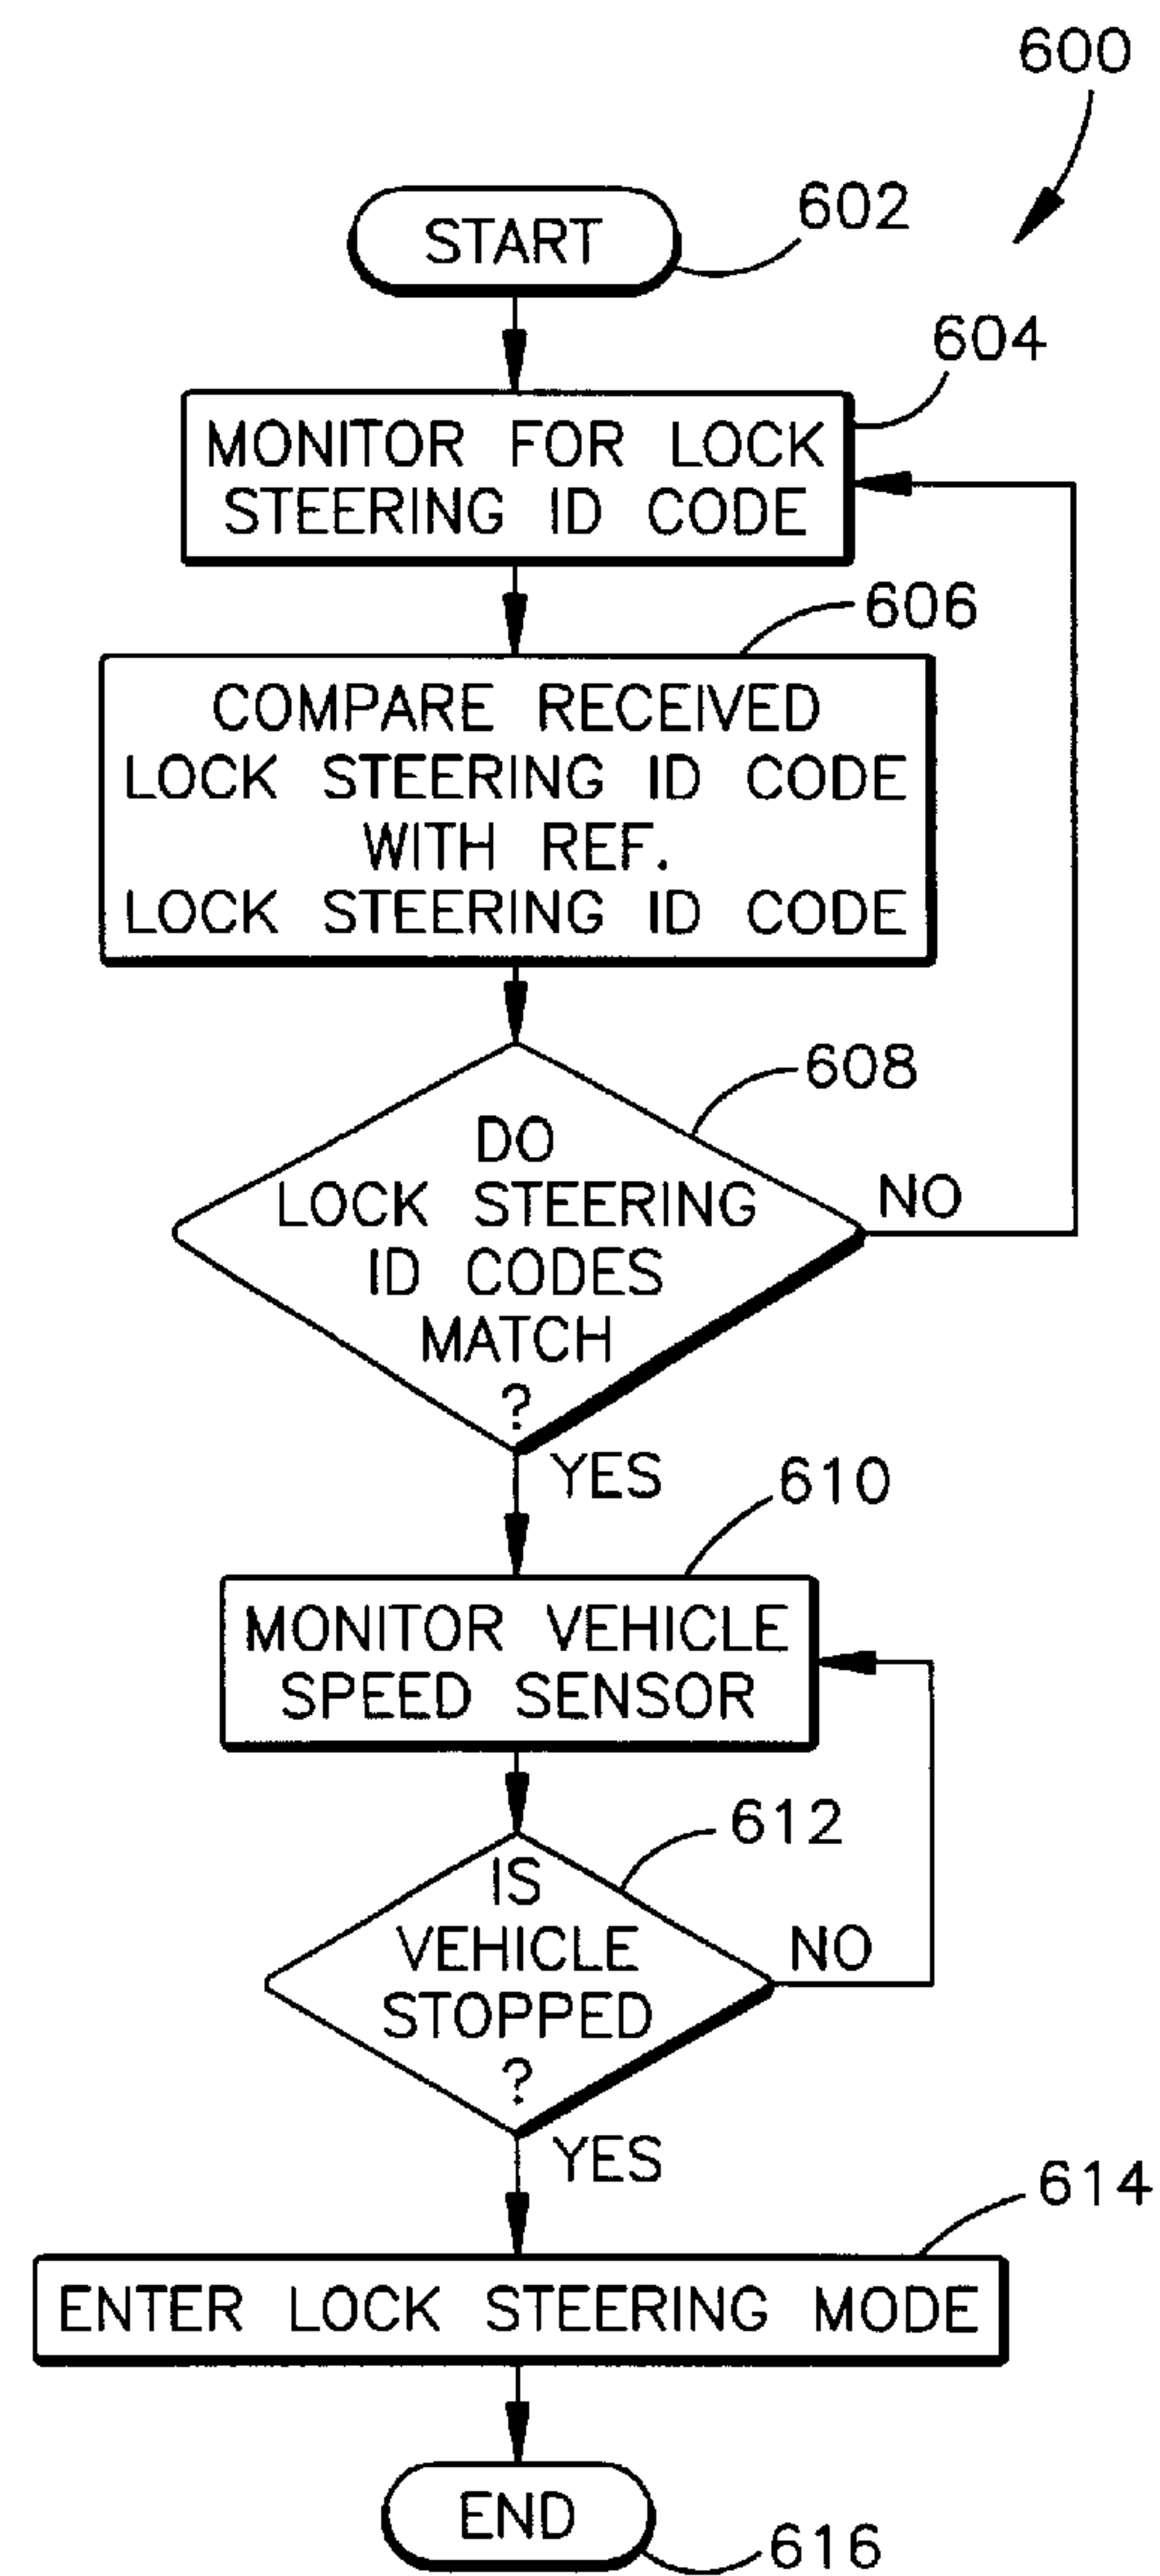 600
START
602
604
MONITOR FOR LOCK
STEERING ID CODE
606
COMPARE RECEIVED
LOCK STEERING ID CODE
WITH REF.
LOCK STEERING ID CODE
608
DO
LOCK STEERING
ID CODES
MATCH
?
NO
YES
610
MONITOR VEHICLE
SPEED SENSOR
612
IS
VEHICLE
STOPPED
?
NO
YES
614
ENTER LOCK STEERING MODE
END
616